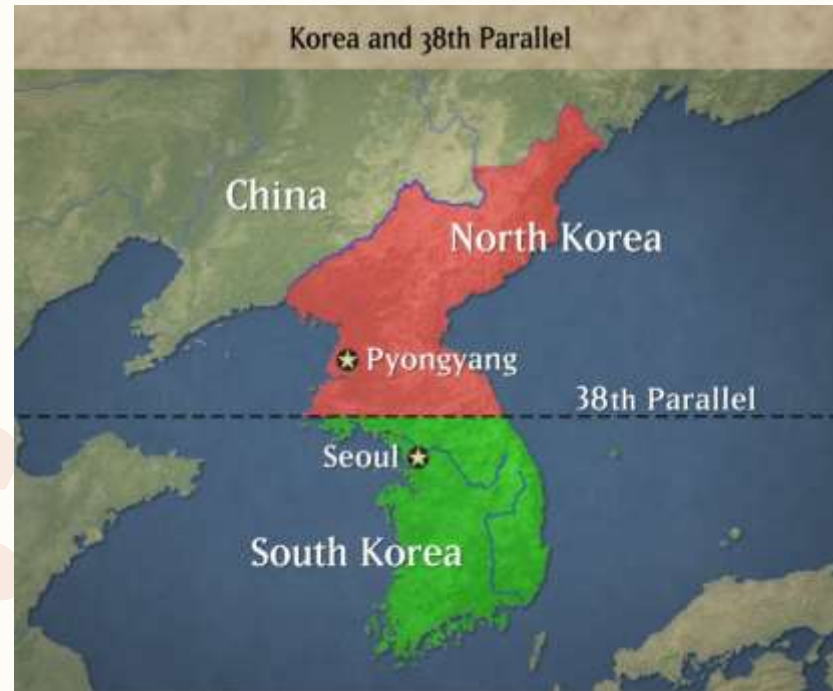 Korea and 38th Parallel
China
North Korea
Pyongyang
38th Parallel
Seoul
South Korea